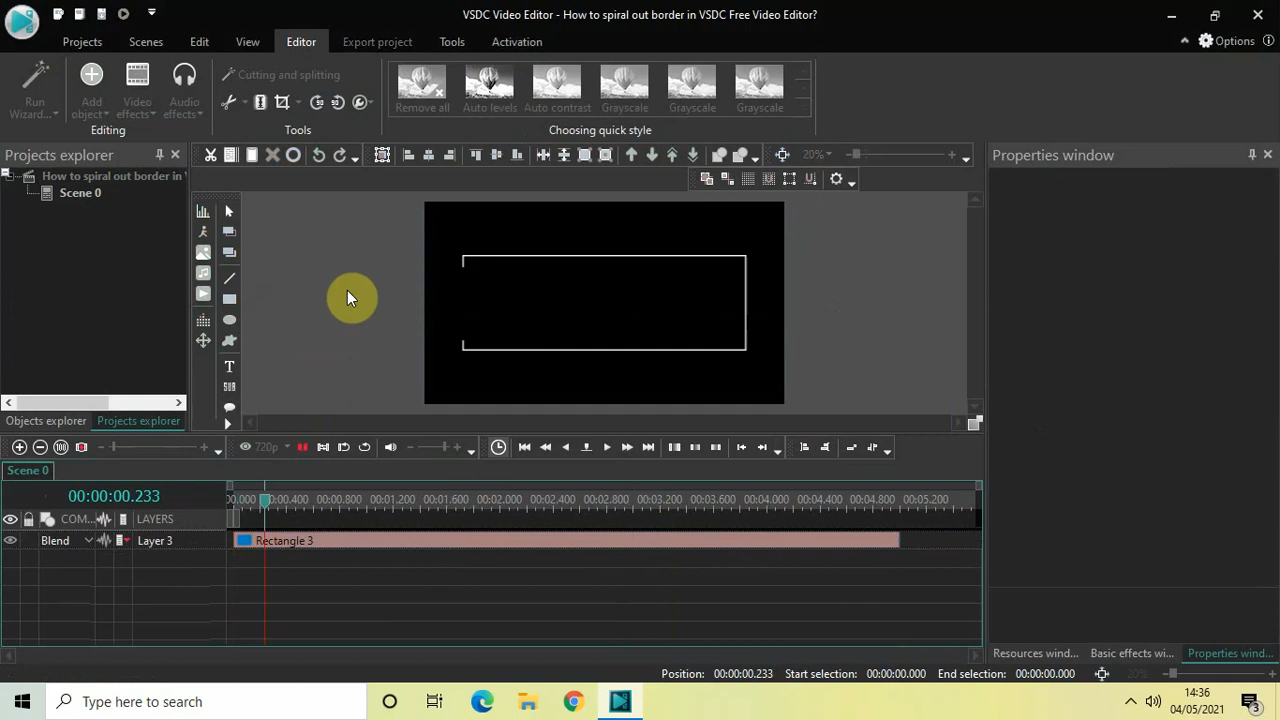 VSDC Video Editor - How to spiral out border in VSDC Free Video Editor?
Projects Scenes Edit View Editor Export project Tools Activation Options
Run Wizard...
Add object
Video effects
Audio effects
Editing
Cutting and splitting
Tools
Remove all Auto levels Auto contrast Grayscale Grayscale Grayscale
Choosing quick style
Projects explorer
20%
Properties window
How to spiral out border in V
Scene 0
T
SUB
Objects explorer Projects explorer
720p
Scene 0
00:00:00.233
0.000 00:00.400 00:00.800 00:01.200 00:01.600 00:02.000 00:02.400 00:02.800 00:03.200 00:03.600 00:04.000 00:04.400 00:04.800 00:05.200
COM... LAYERS
Blend Layer 3 Rectangle 3
Resources wind... Basic effects wi... Properties wind...
Position: 00:00:00.233 Start selection: 00:00:00.000 End selection: 00:00:00.000 20%
Type here to search
14:36
04/05/2021
3